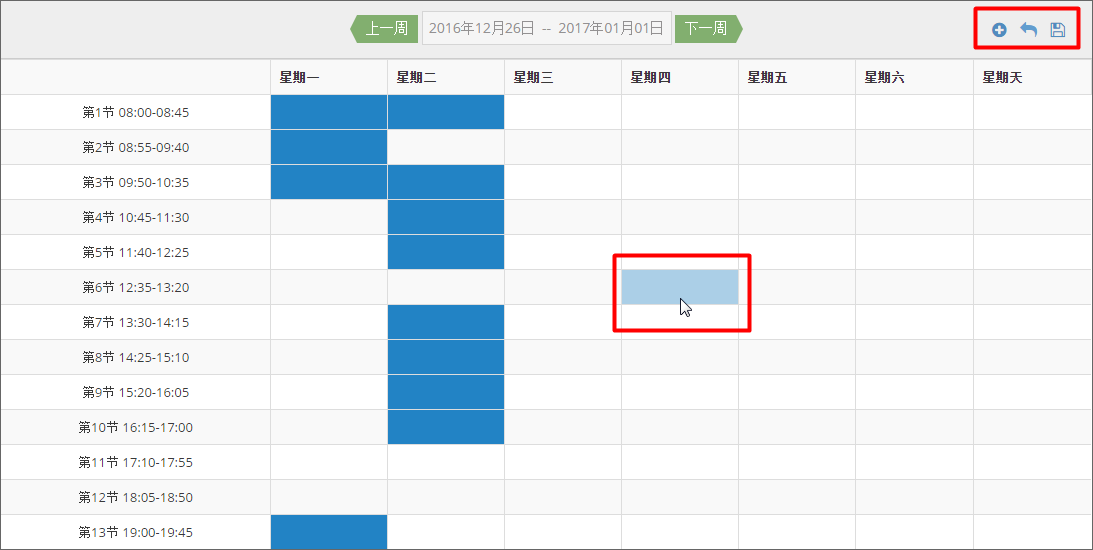 上一周 2016年12月26日 -- 2017年01月01日 下一周
星期一 星期二 星期三 星期四 星期五 星期六 星期天
第1节 08:00-08:45
第2节 08:55-09:40
第3节 09:50-10:35
第4节 10:45-11:30
第5节 11:40-12:25
第6节 12:35-13:20
第7节 13:30-14:15
第8节 14:25-15:10
第9节 15:20-16:05
第10节 16:15-17:00
第11节 17:10-17:55
第12节 18:05-18:50
第13节 19:00-19:45